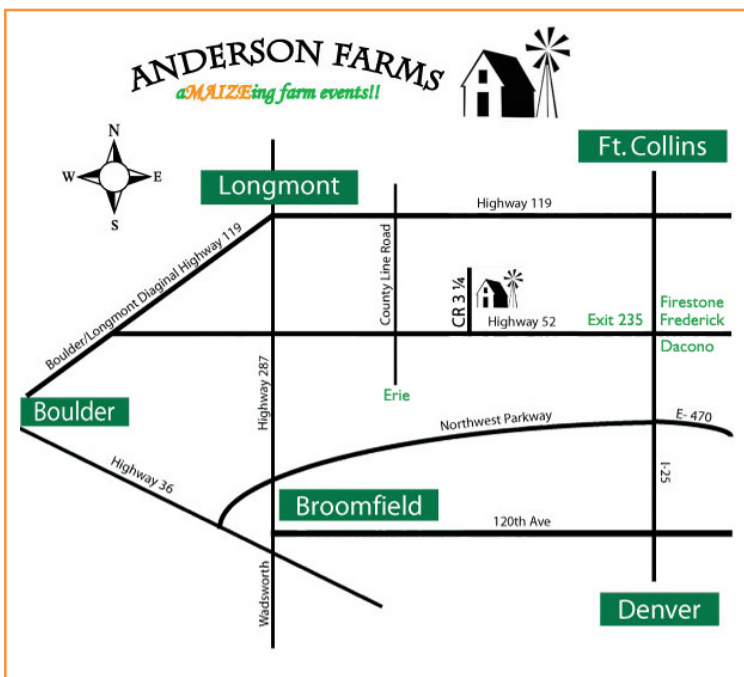 ANDERSON FARMS
aMAIZEing farm events!!
N
W
E
S
Ft. Collins
Longmont
Highway 119
Boulder/Longmont Diaginal Highway 119
County Line Road
CR 3 ¼
Highway 52
Exit 235
Firestone
Frederick
Dacono
Erie
Boulder
Highway 287
Northwest Parkway
E- 470
Highway 36
I-25
Broomfield
120th Ave
Wadsworth
Denver